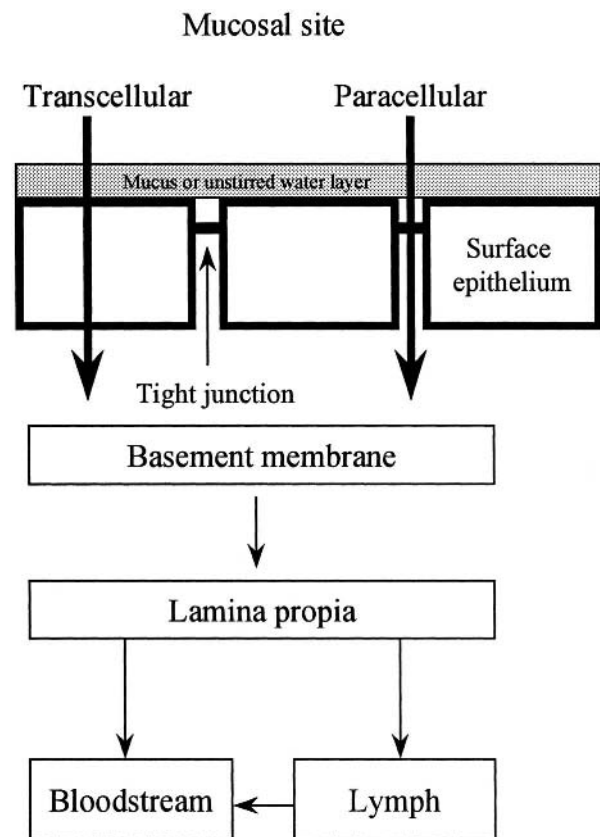 Mucosal site
Transcellular
Paracellular
Mucus or unstirred water layer
Surface
epithelium
Tight junction
Basement membrane
Lamina propia
Bloodstream
Lymph